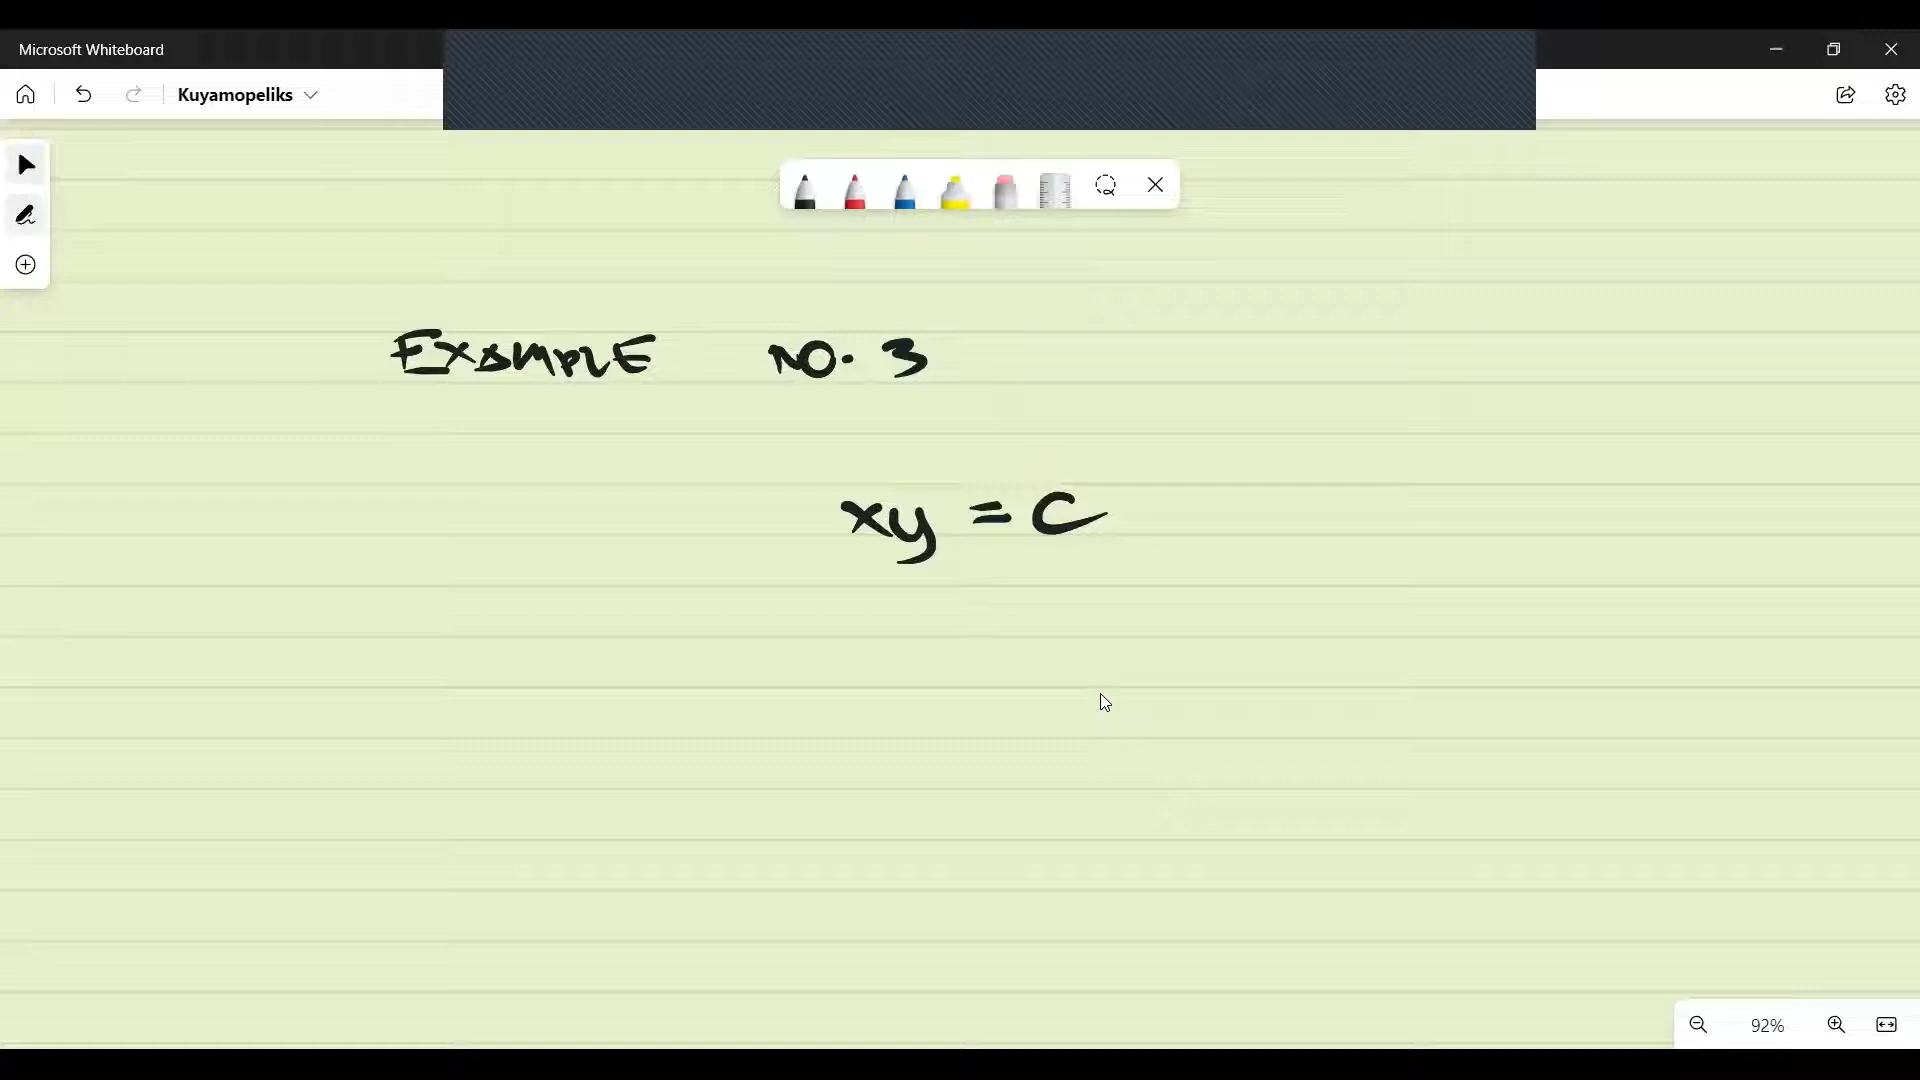 Microsoft Whiteboard
Kuyamopeliks
EXAMPLE NO. 3
xy = C
92%